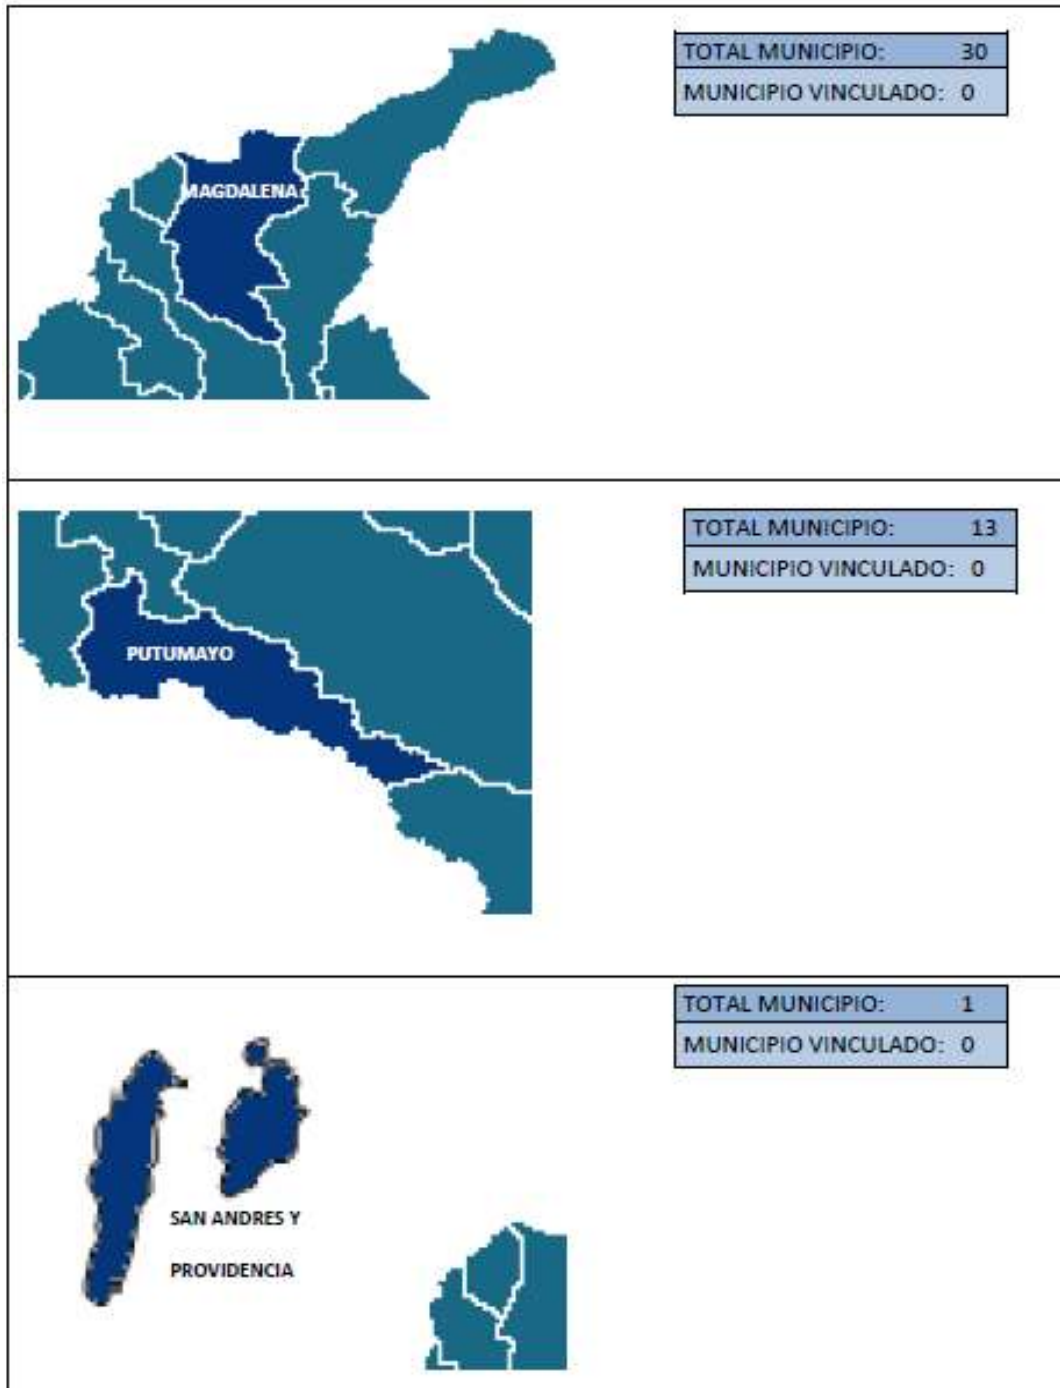 TOTAL MUNICIPIO: 30
MUNICIPIO VINCULADO: 0
MAGDALENA
TOTAL MUNICIPIO: 13
MUNICIPIO VINCULADO: 0
PUTUMAYO
TOTAL MUNICIPIO: 1
MUNICIPIO VINCULADO: 0
SAN ANDRES Y
PROVIDENCIA